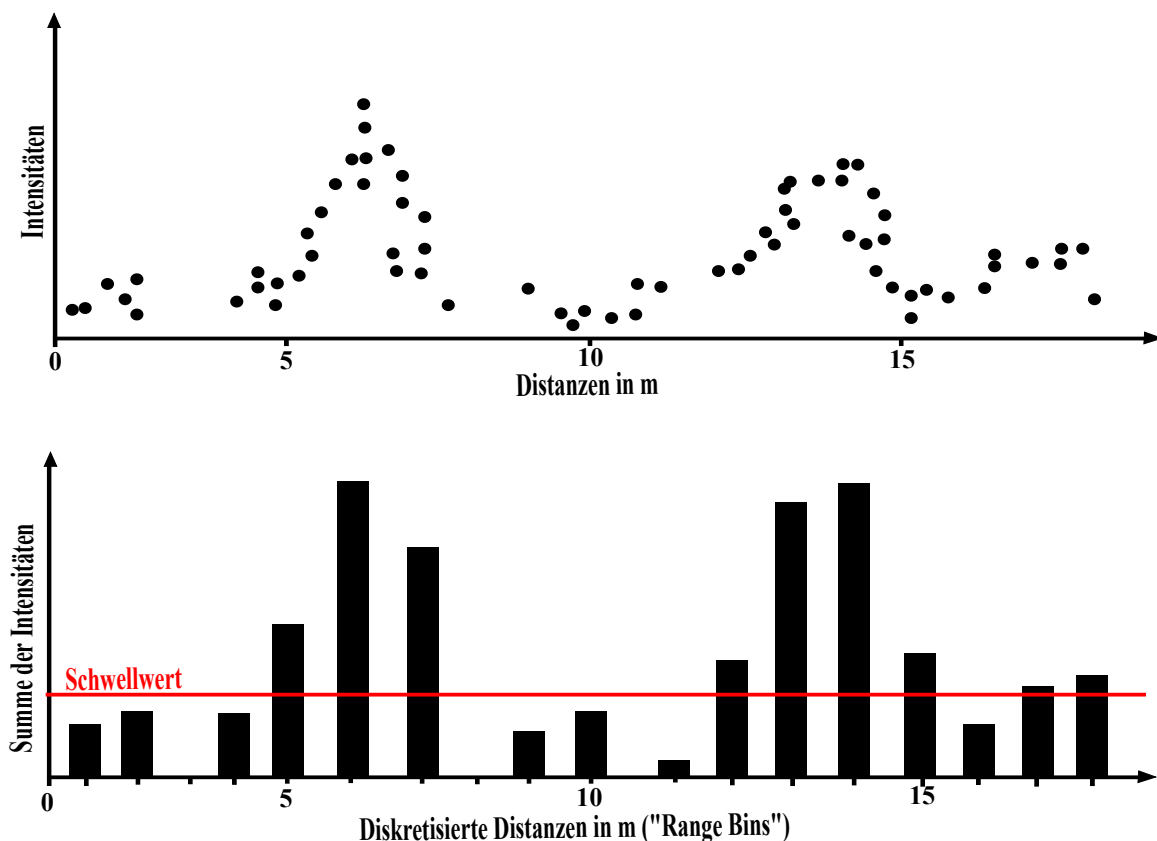 Intensitäten
0 5 10 15
Distanzen in m
Summe der Intensitäten
Schwellwert
0 5 10 15
Diskretisierte Distanzen in m ("Range Bins")